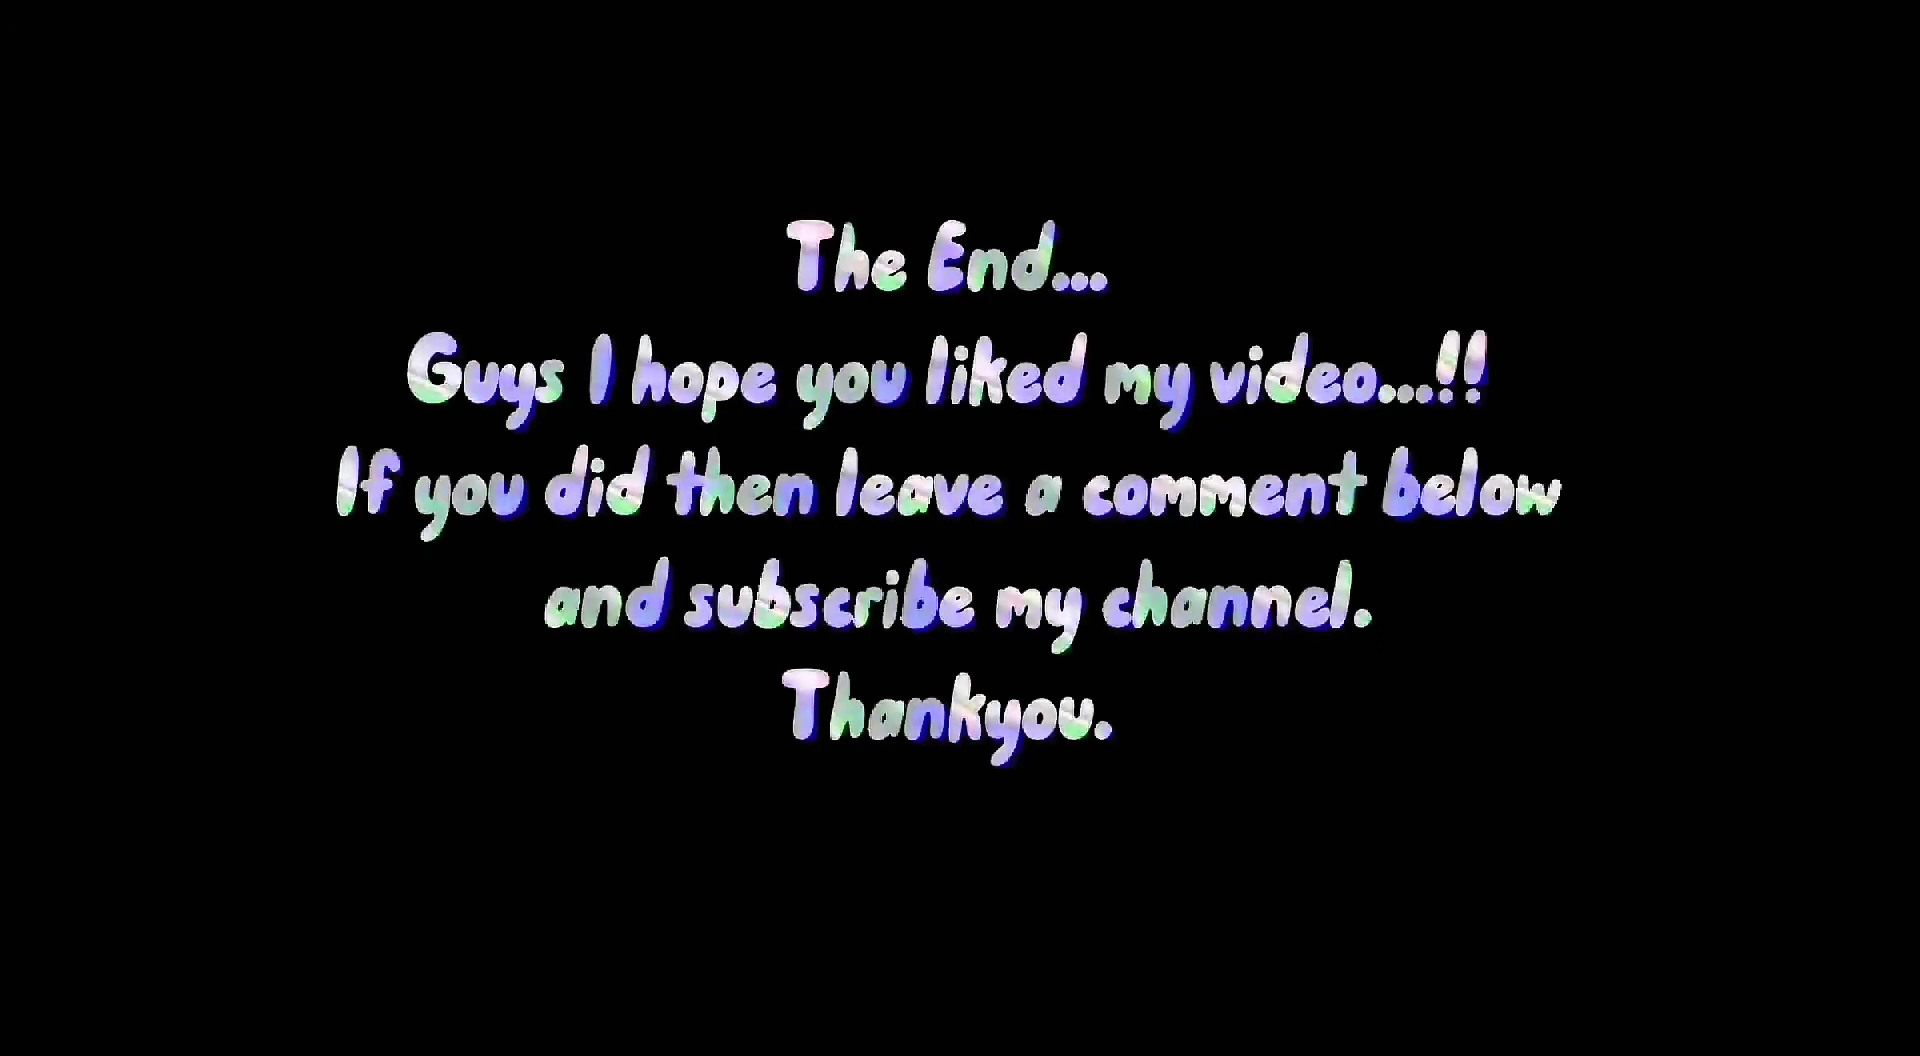 The End...
Guys I hope you liked my video...!!
If you did then leave a comment below
and subscribe my channel.
Thankyou.